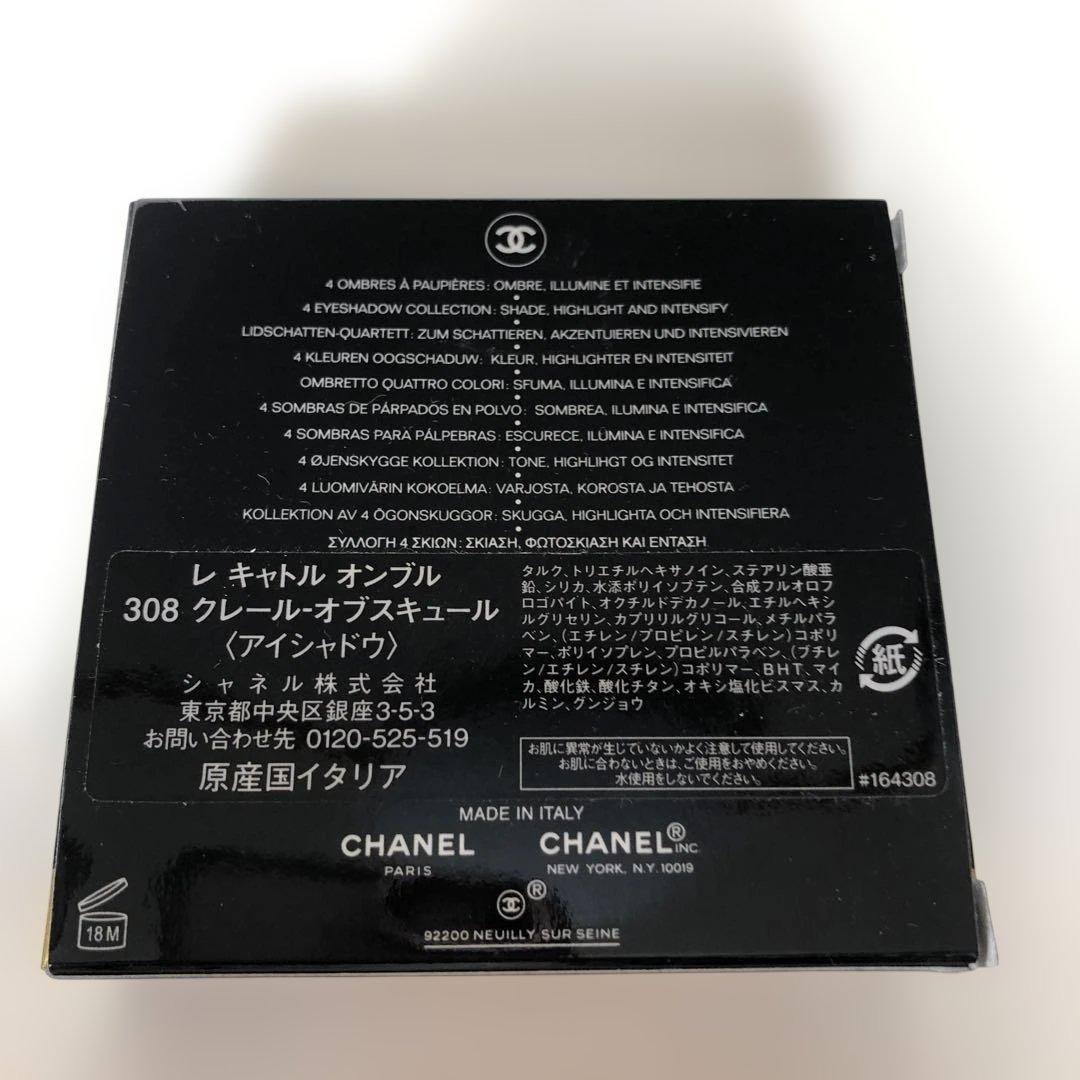 4 OMBRES À PAUPIÈRES: OMBRE, ILLUMINE ET INTENSIFIE
4 EYESHADOW COLLECTION: SHADE, HIGHLIGHT AND INTENSIFY
LIDSCHATTEN-QUARTETT: ZUM SCHATTIEREN, AKZENTUIEREN UND INTENSIVIEREN
4 KLEUREN OOGSCHADUW: KLEUR, HIGHLIGHTER EN INTENSITEIT
OMBRETTO QUATTRO COLORI: SFUMA, ILLUMINA E INTENSIFICA
4 SOMBRAS DE PÁRPADOS EN POLVO: SOMBREA, ILUMINA E INTENSIFICA
4 SOMBRAS PARA PÁLPEBRAS: ESCURECE, ILUMINA E INTENSIFICA
4 ØJENSKYGGE KOLLEKTION: TONE, HIGHLIHGT OG INTENSITET
4 LUOMIVÄRIN KOKOELMA: VARJOSTA, KOROSTA JA TEHOSTA
KOLLEKTION AV 4 ÖGONSKUGGOR: SKUGGA, HIGHLIGHTA OCH INTENSIFIERA
ΣΥΛΛΟΓΗ 4 ΣΚΙΩΝ: ΣΚΙΑΣΗ, ΦΩΤΟΣΚΙΑΣΗ ΚΑΙ ΕΝΤΑΣΗ
レ キャトル オンブル
308 クレール-オブスキュール
〈アイシャドウ〉
シャネル株式会社
東京都中央区銀座3-5-3
お問い合わせ先 0120-525-519
原産国イタリア
タルク、トリエチルヘキサノイン、ステアリン酸亜
鉛、シリカ、水添ポリイソブテン、合成フルオロフ
ロゴパイト、オクチルドデカノール、エチルヘキシ
ルグリセリン、カプリリルグリコール、メチルパラ
ベン、(エチレン/プロピレン/スチレン)コポリ
マー、ポリイソプレン、プロピルパラベン、(ブチレ
ン/エチレン/スチレン)コポリマー、BHT、マイ
カ、酸化鉄、酸化チタン、オキシ塩化ビスマス、カ
ルミン、グンジョウ
紙
お肌に異常が生じていないかよく注意して使用してください。
お肌に合わないときは、ご使用をおやめください。
水使用をしないでください。
#164308
MADE IN ITALY
CHANEL
PARIS
CHANEL® INC.
NEW YORK, N.Y. 10019
®
92200 NEUILLY SUR SEINE
18 M